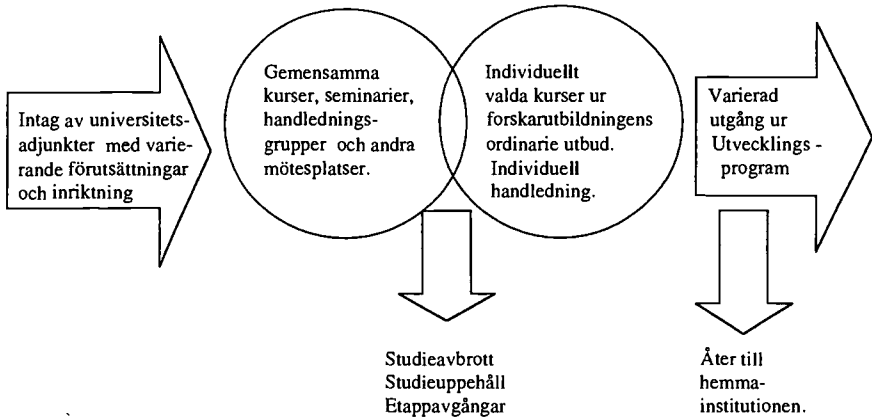 Intag av universitets-
adjunkter med varie-
rande förutsättningar
och inriktning
Gemensamma
kurser, seminarier,
handlednings-
grupper och andra
mötesplatser.
Individuellt
valda kurser ur
forskarutbildningens
ordinarie utbud.
Individuell
handledning.
Varierad
utgång ur
Utvecklings -
program
Studieavbrott
Studieuppehåll
Etappavgångar
Åter till
hemma-
institutionen.